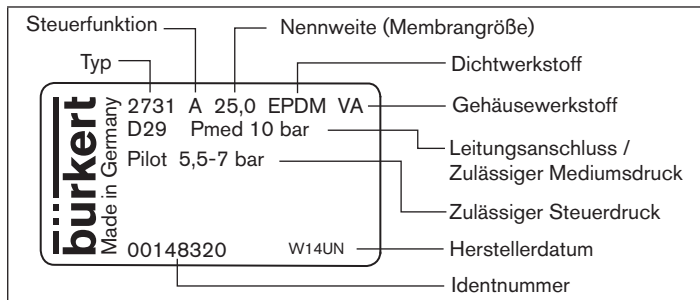 Steuerfunktion
Nennweite (Membrangröße)
Typ
Dichtwerkstoff
bürkert
Made in Germany
2731 A 25,0 EPDM VA
Gehäusewerkstoff
D29 Pmed 10 bar
Leitungsanschluss /
Zulässiger Mediumsdruck
Pilot 5,5-7 bar
Zulässiger Steuerdruck
00148320 W14UN
Herstellerdatum
Identnummer